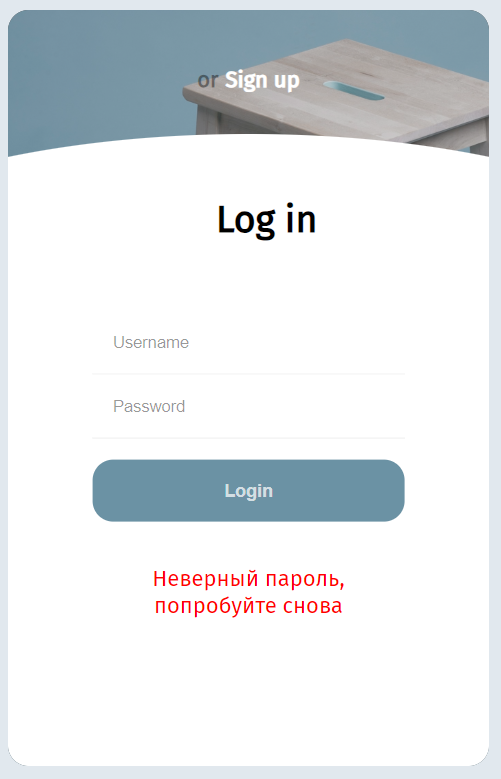 or Sign up
Log in
Username
Password
Login
Неверный пароль,
попробуйте снова